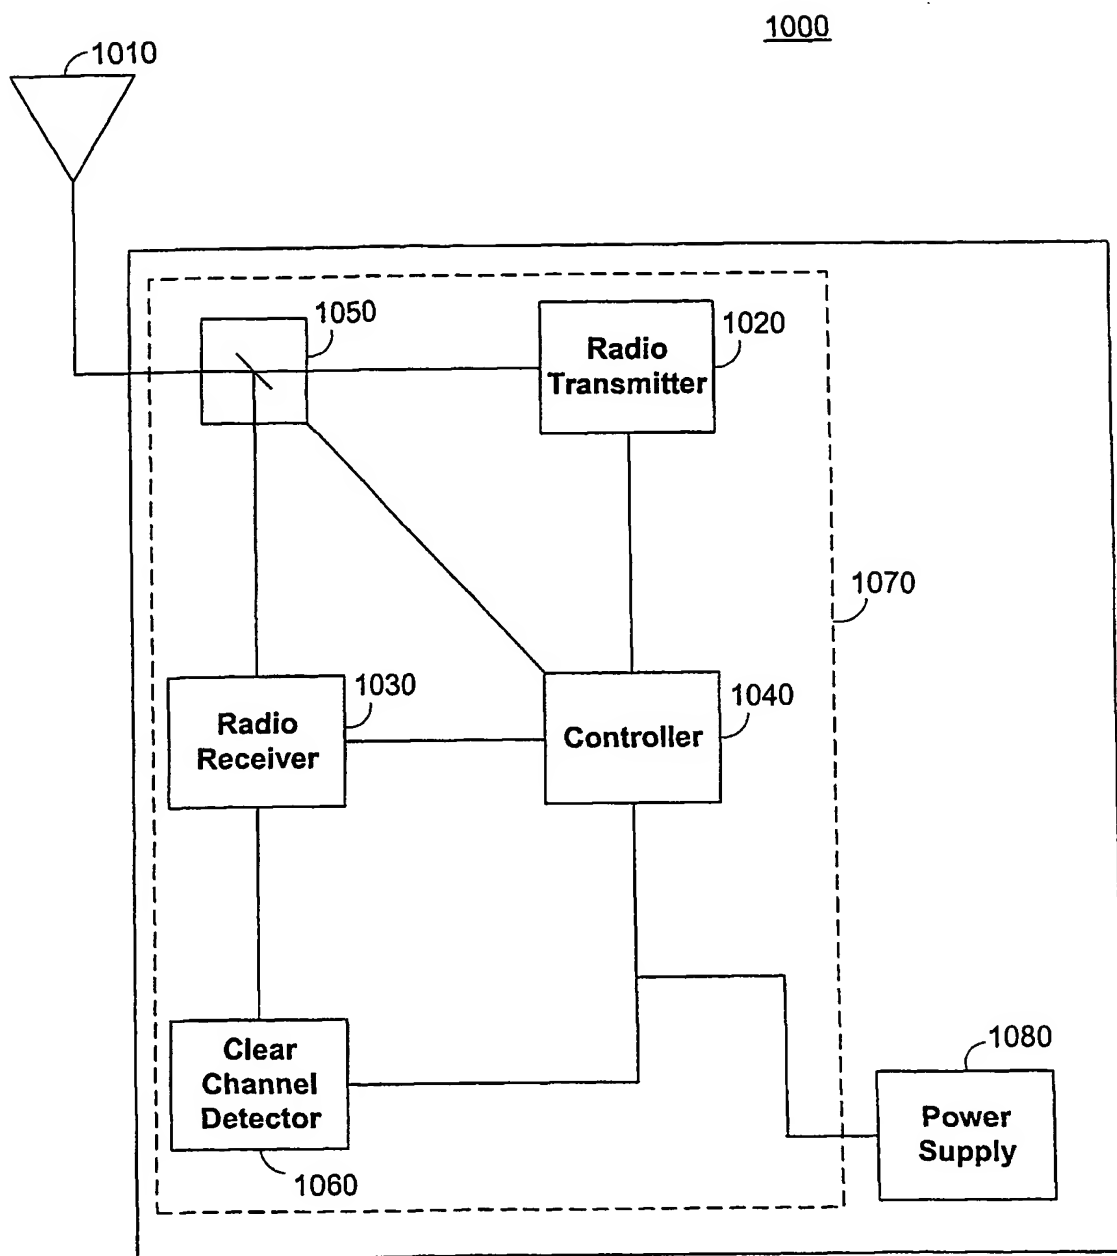 1000
1010
1050
Radio
Transmitter
1020
1070
Radio
Receiver
1030
Controller
1040
Clear
Channel
Detector
1060
1080
Power
Supply